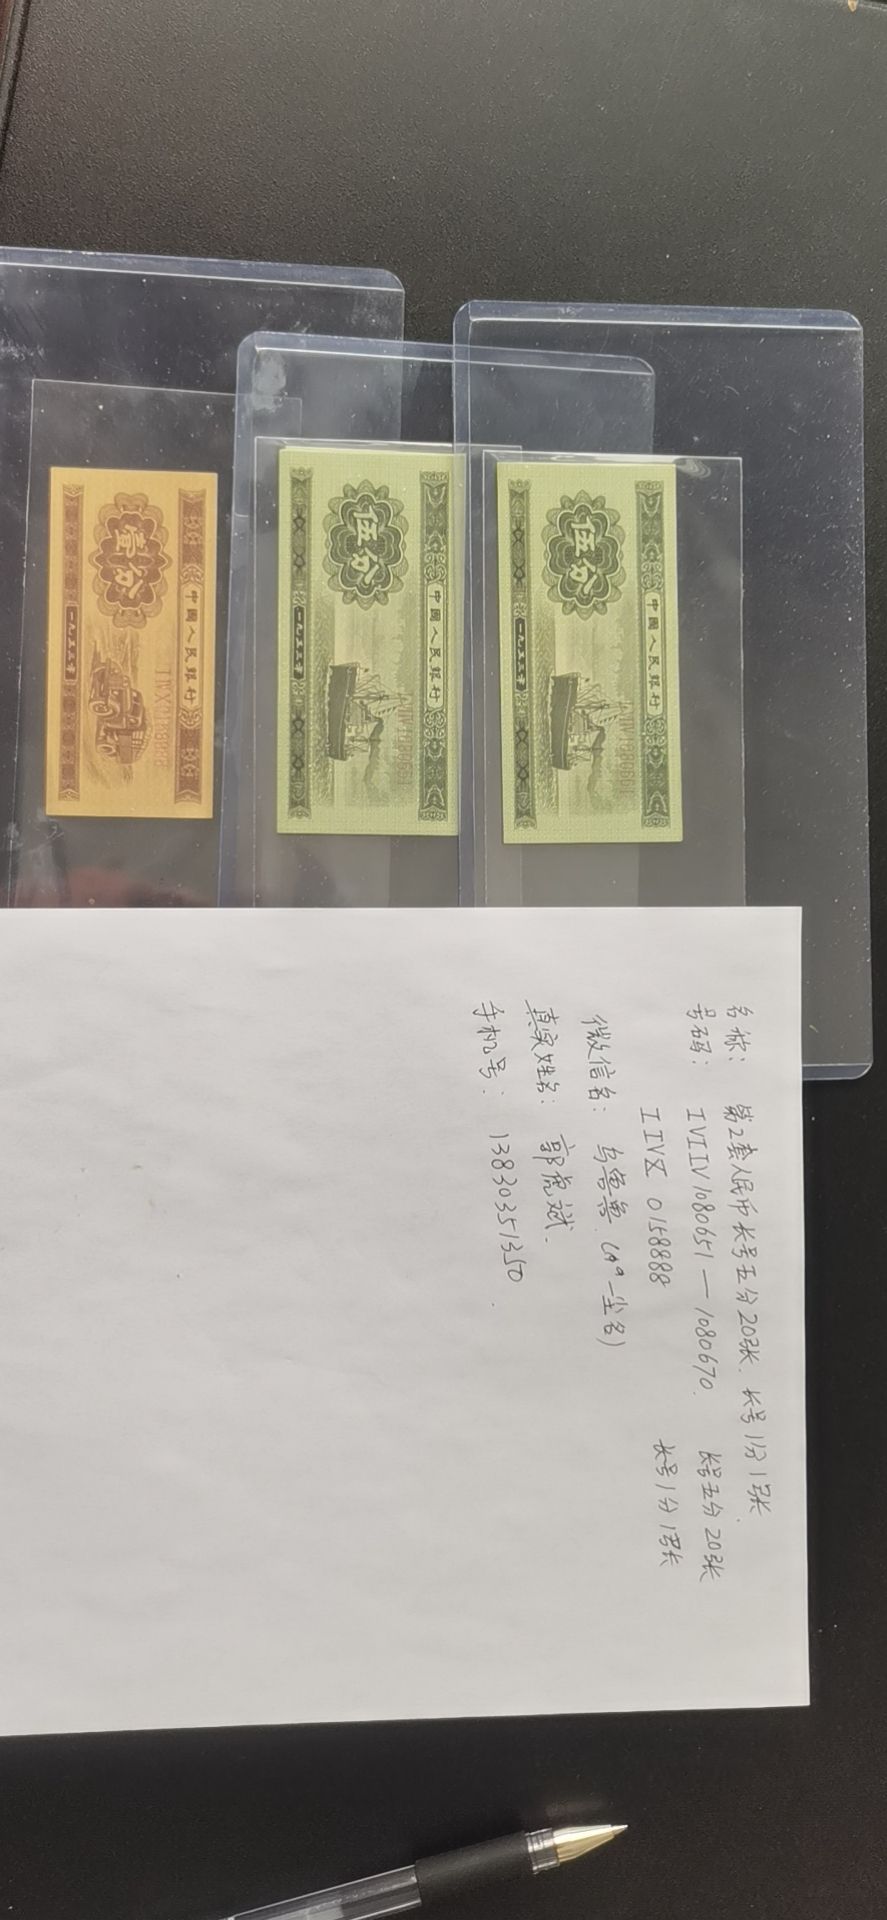 壹分
中國人民銀行
一九五三年
伍分
中國人民銀行
一九五三年
伍分
中國人民銀行
一九五三年
名称： 第2套人民币长号五分20张． 长号1分1张．
号码： IVIIV1080651 — 1080670． 长号五分20张
IIVX 0158888 长号1分1张
微信名：
真实姓名： 郭虎斌．
手机号： 13830351350．